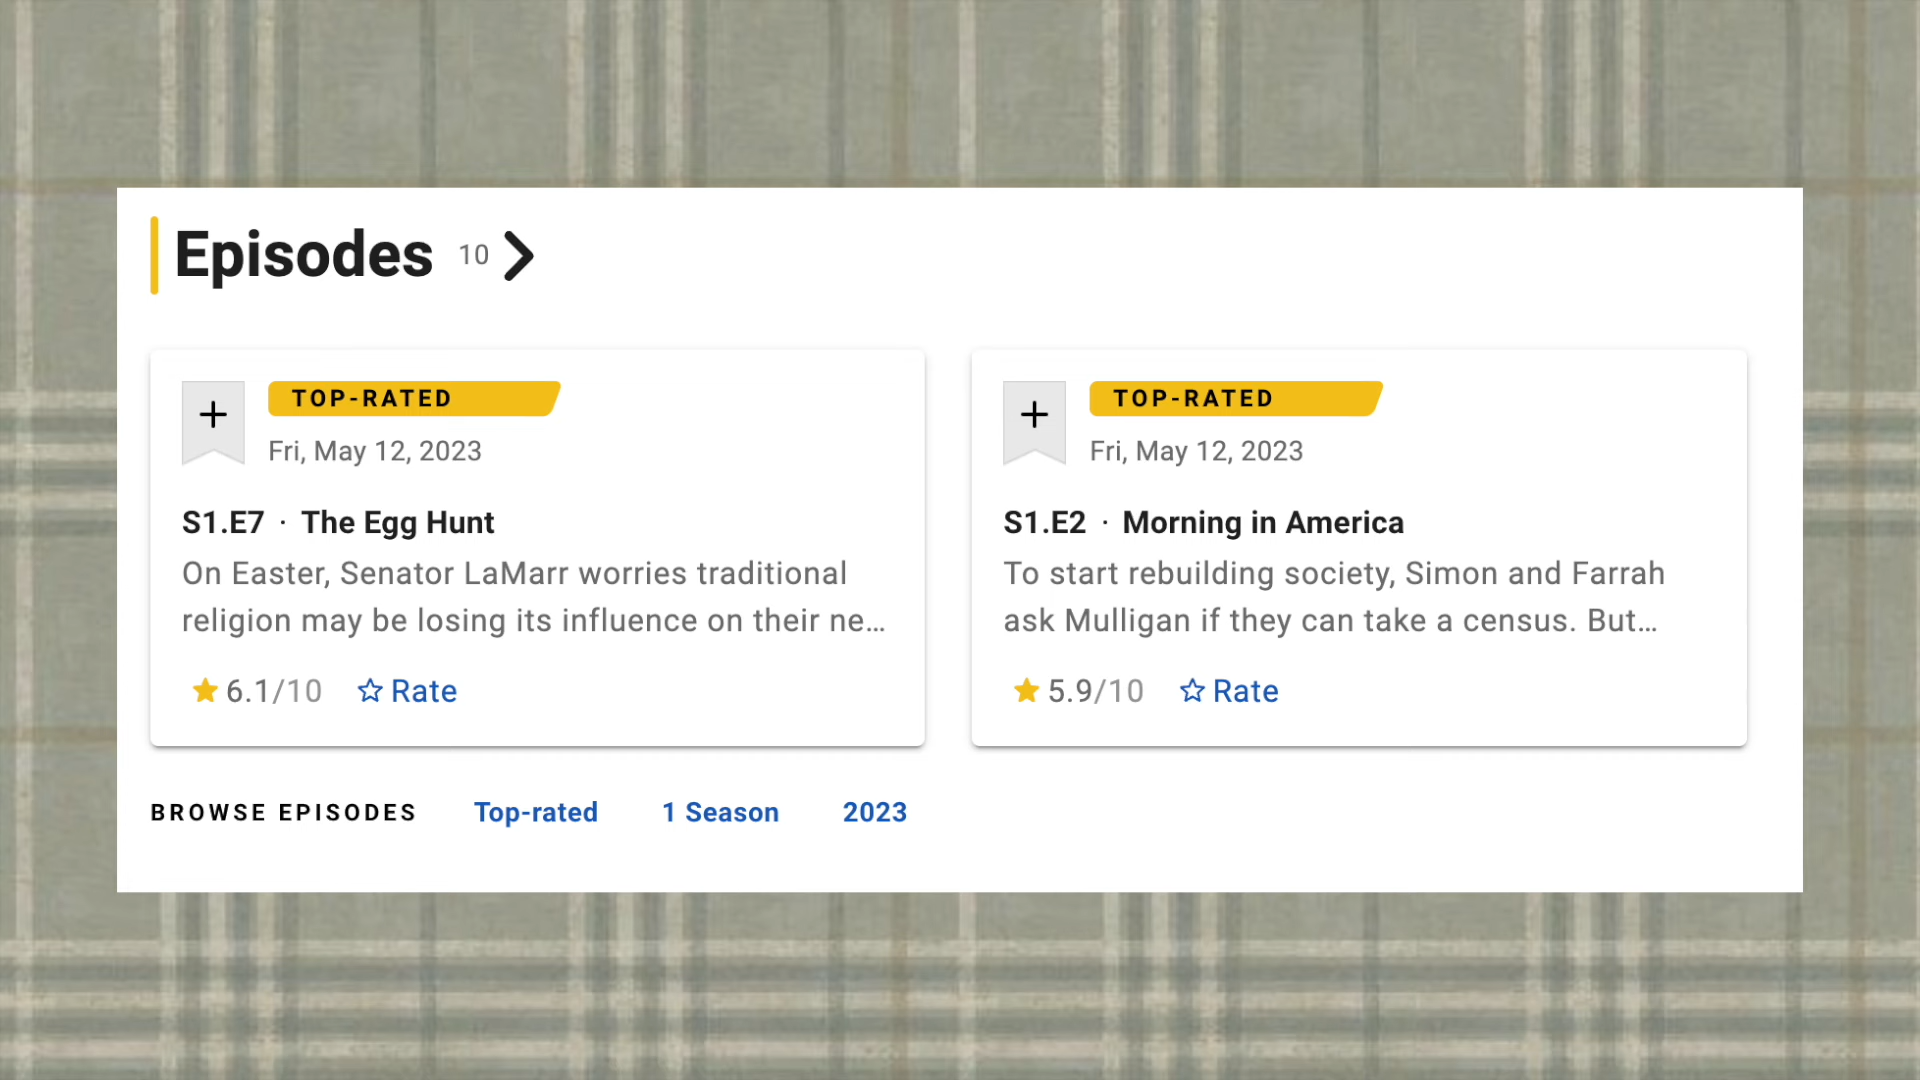 Episodes 10
TOP-RATED
Fri, May 12, 2023
S1.E7 · The Egg Hunt
On Easter, Senator LaMarr worries traditional
religion may be losing its influence on their ne...
6.1/10 Rate
TOP-RATED
Fri, May 12, 2023
S1.E2 · Morning in America
To start rebuilding society, Simon and Farrah
ask Mulligan if they can take a census. But...
5.9/10 Rate
BROWSE EPISODES Top-rated 1 Season 2023